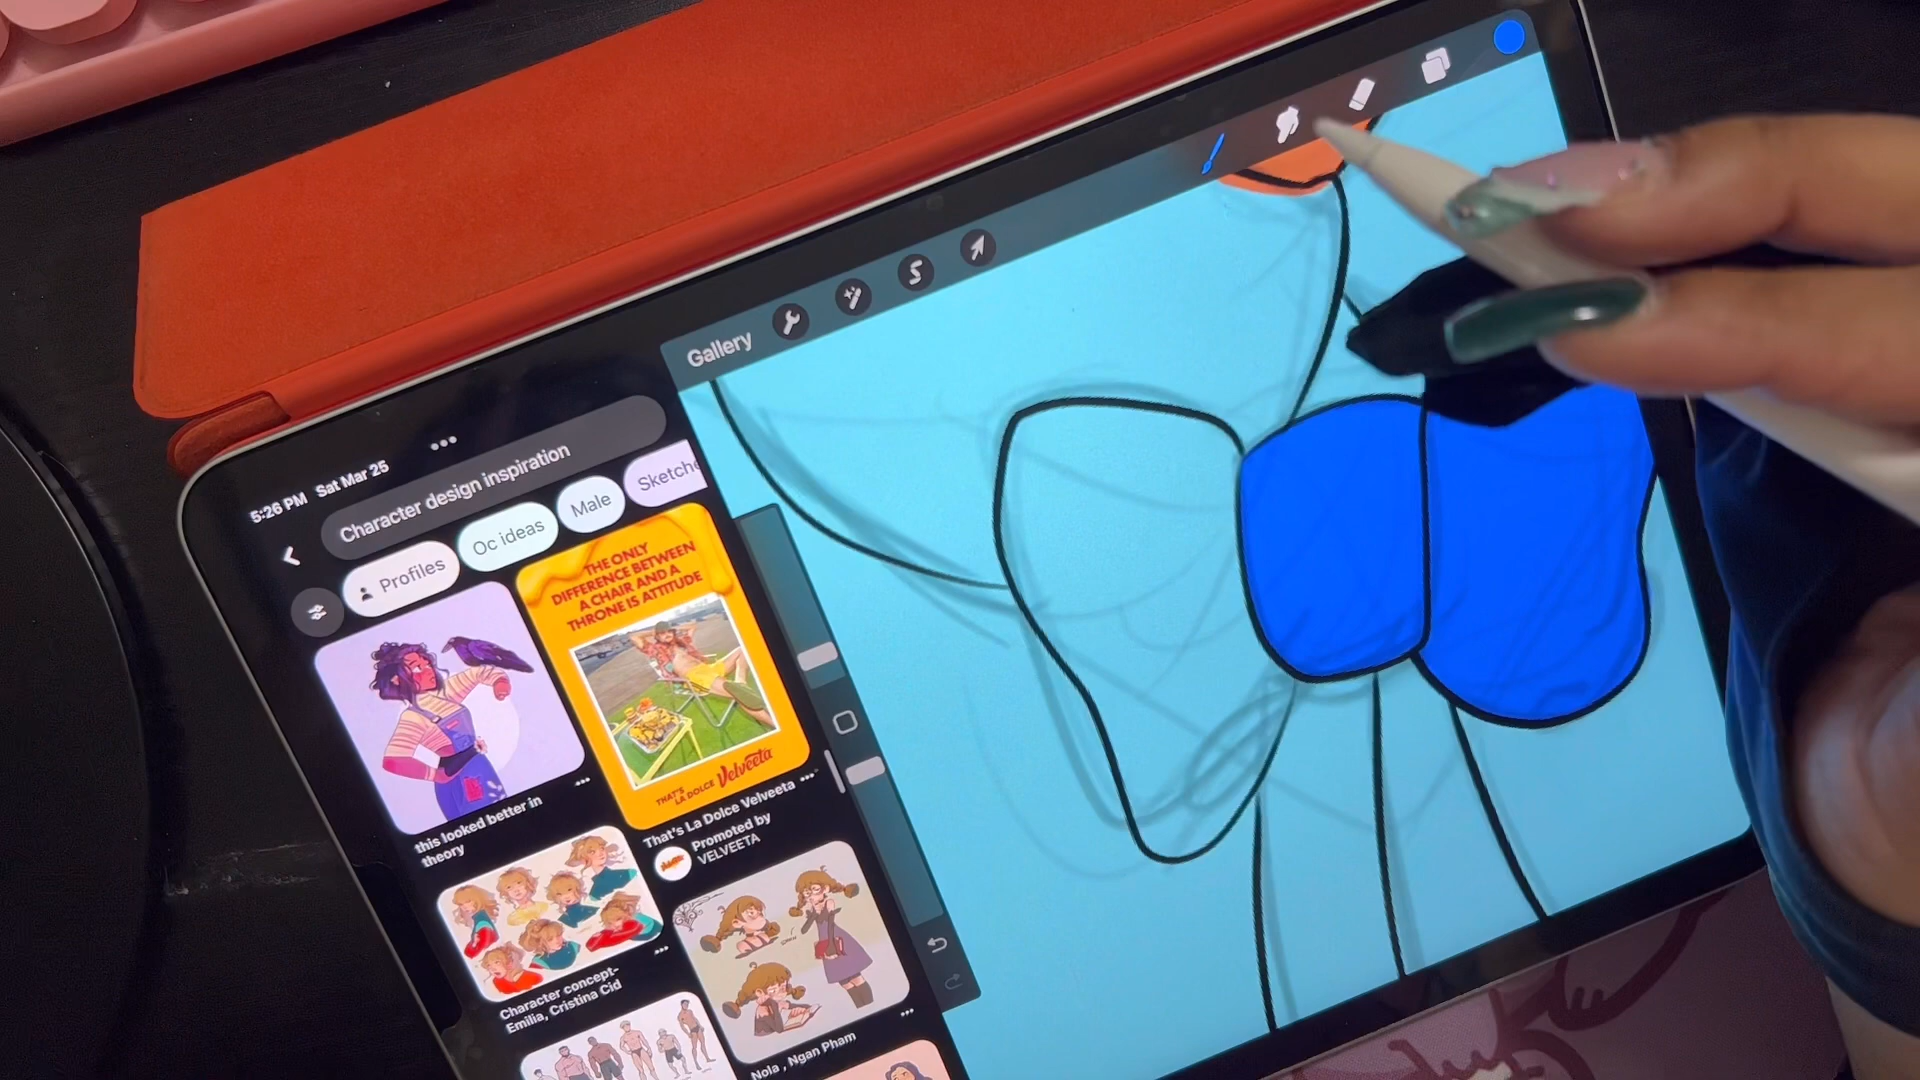 5:26 PM Sat Mar 25
Character design inspiration
Profiles
Oc ideas
Male
Sketche
THE ONLY
DIFFERENCE BETWEEN
A CHAIR AND A
THRONE IS ATTITUDE
THAT'S
LA DOLCE Velveeta
this looked better in
theory
That's La Dolce Velveeta
Promoted by
VELVEETA
Character concept-
Emilia, Cristina Cid
Nola , Ngan Pham
Gallery